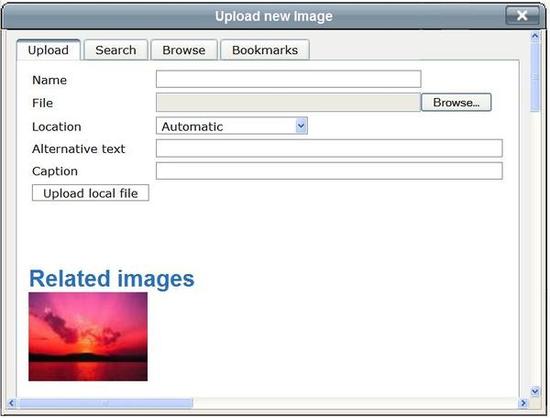 Upload new Image
Upload Search Browse Bookmarks
Name
File Browse...
Location Automatic
Alternative text
Caption
Upload local file
Related images